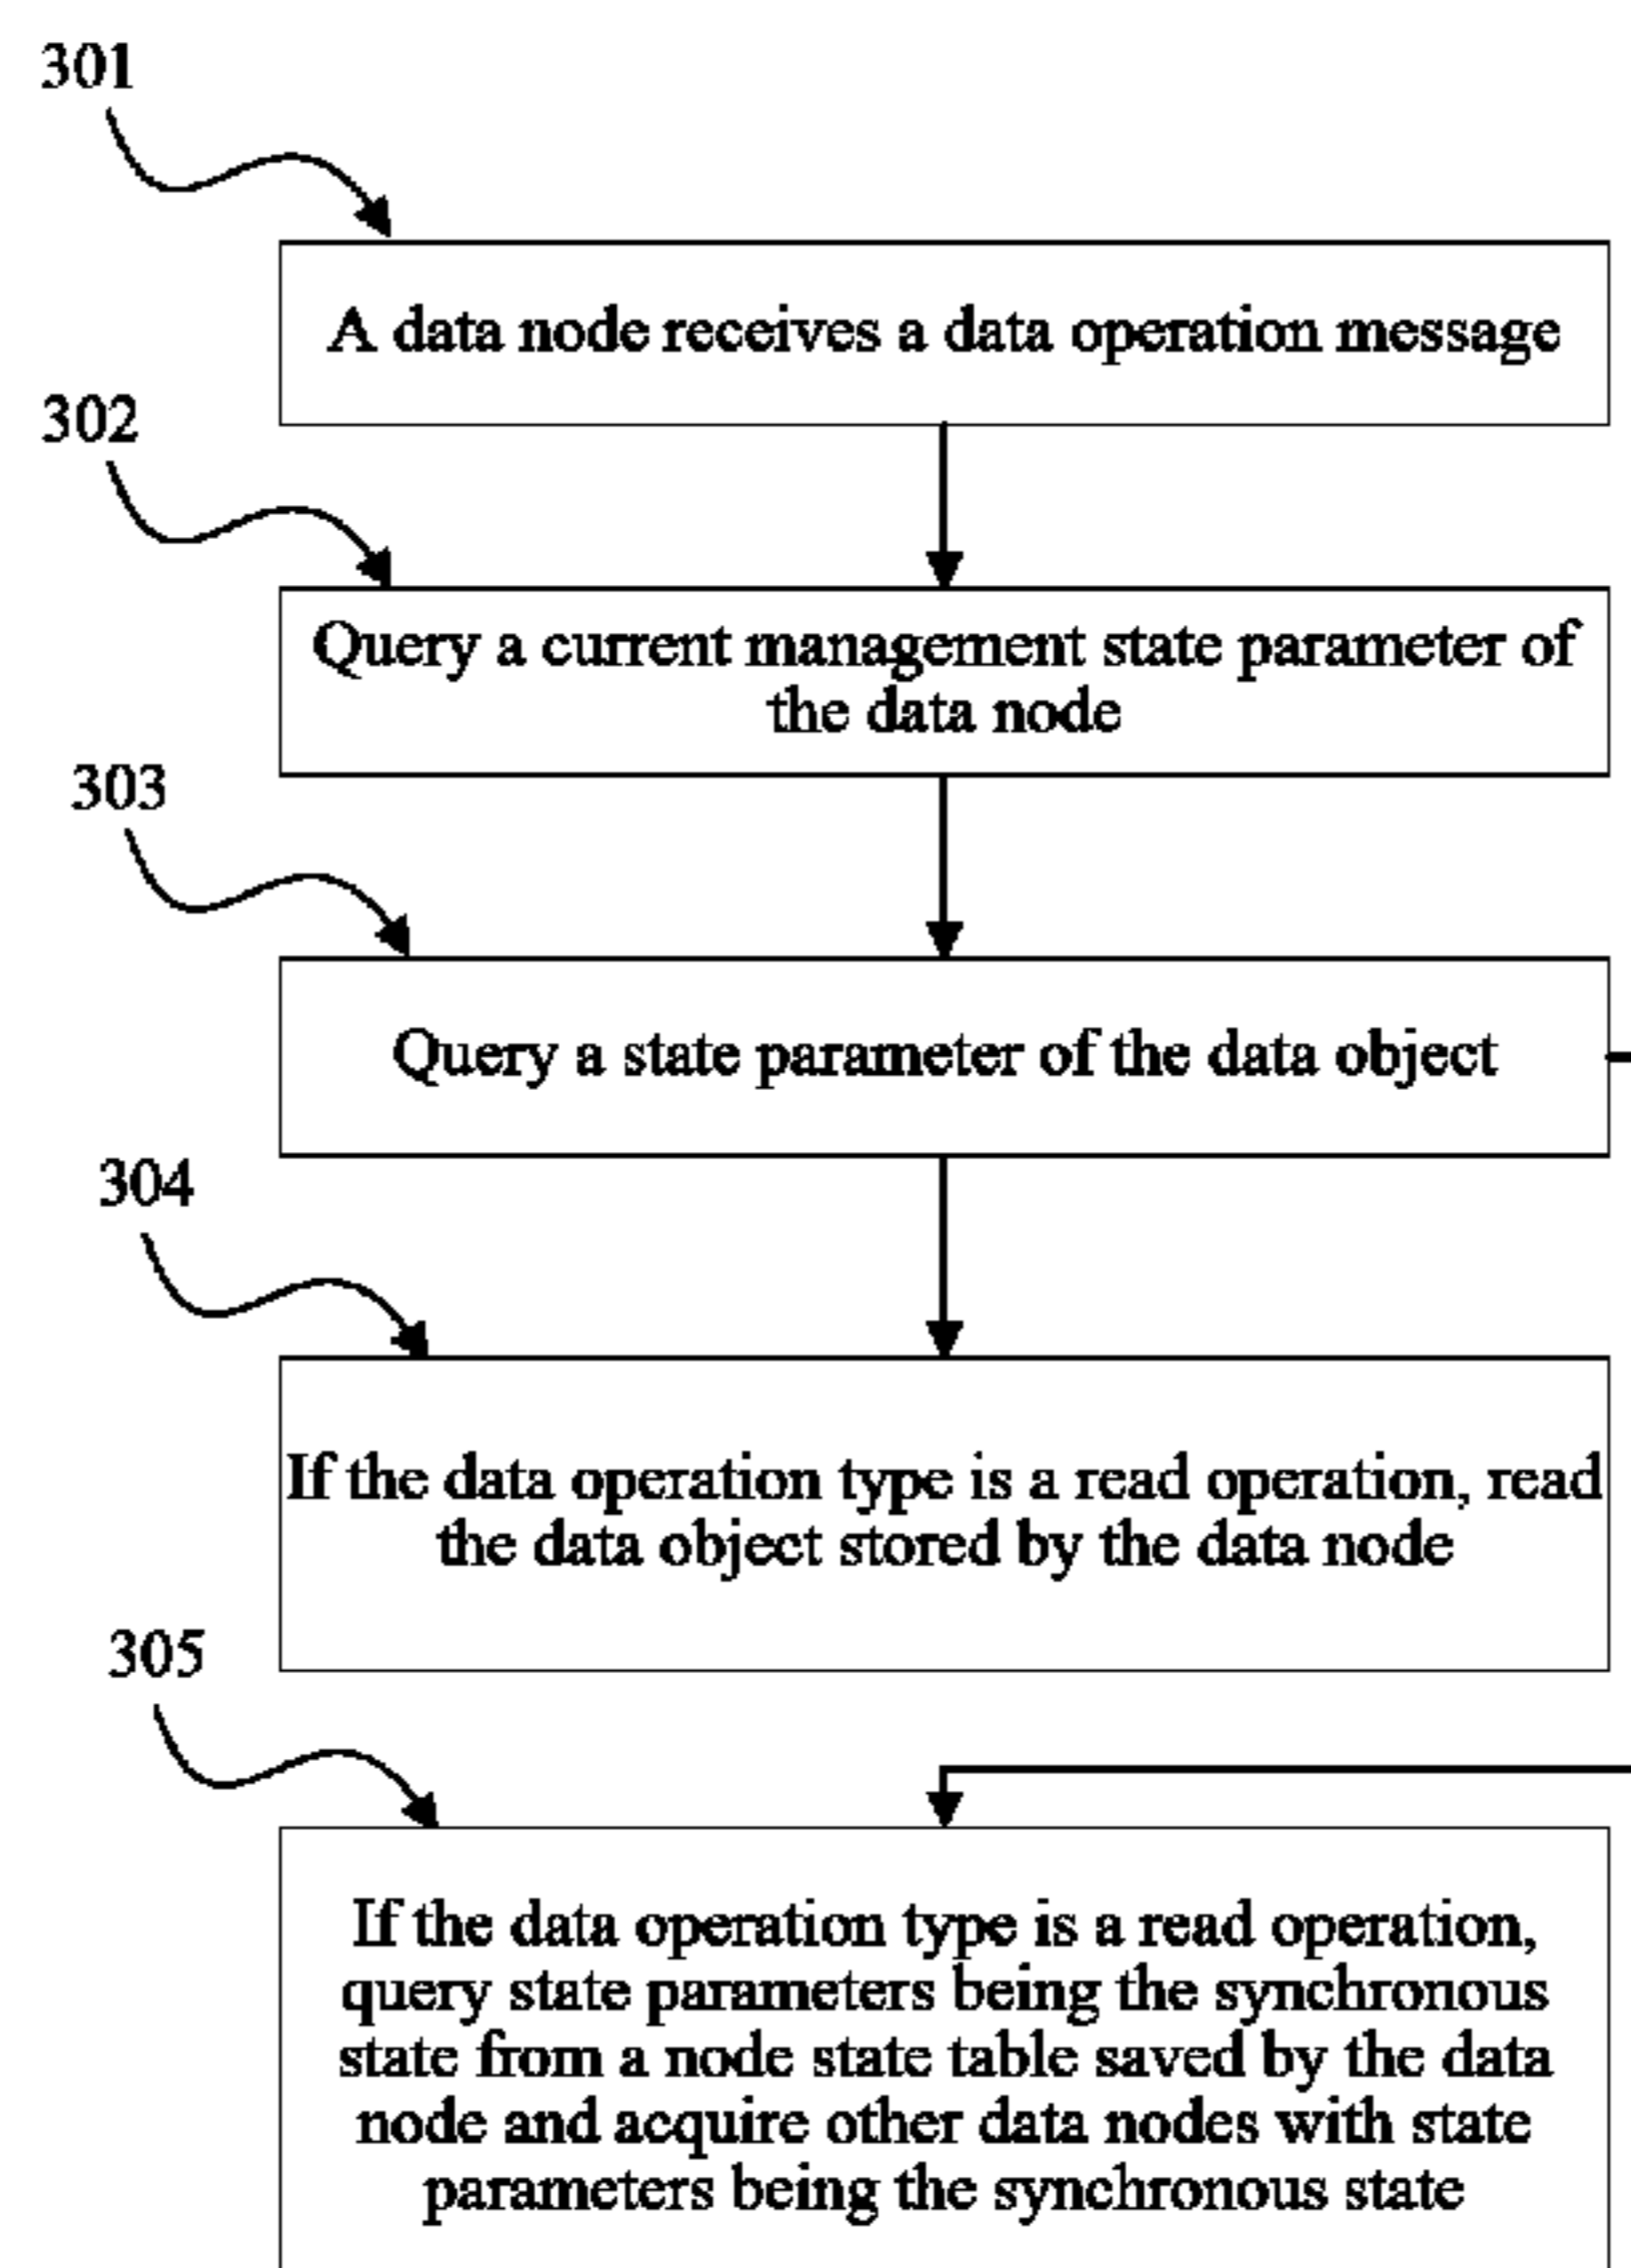 301
A data node receives a data operation message
302
Query a current management state parameter of
the data node
303
Query a state parameter of the data object
304
If the data operation type is a read operation, read
the data object stored by the data node
305
If the data operation type is a read operation,
query state parameters being the synchronous
state from a node state table saved by the data
node and acquire other data nodes with state
parameters being the synchronous state